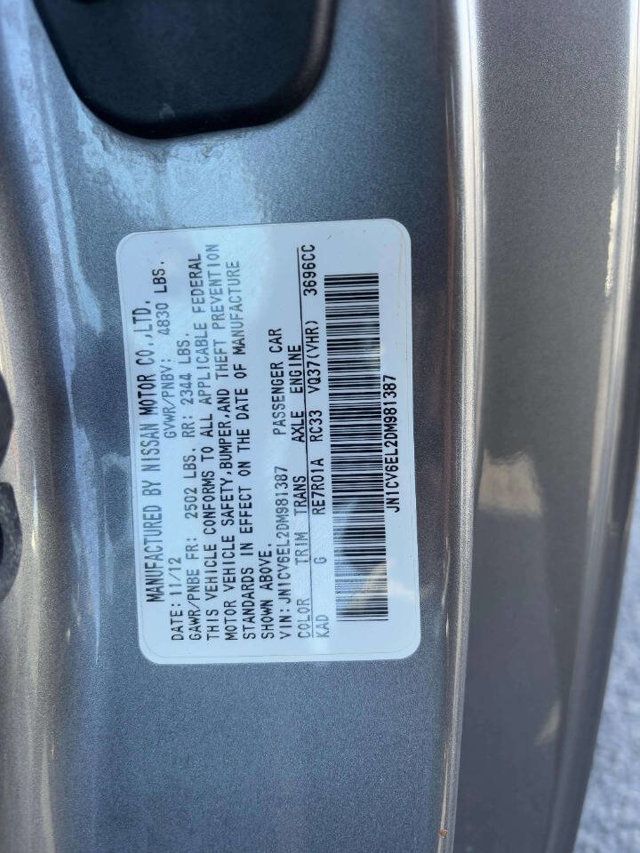 MANUFACTURED BY NISSAN MOTOR CO.,LTD.
DATE: 11/12 GVWR/PNBV: 4830 LBS.
GAWR/PNBE FR: 2502 LBS. RR: 2344 LBS.
THIS VEHICLE CONFORMS TO ALL APPLICABLE FEDERAL
MOTOR VEHICLE SAFETY,BUMPER,AND THEFT PREVENTION
STANDARDS IN EFFECT ON THE DATE OF MANUFACTURE
SHOWN ABOVE.
VIN: JN1CV6EL2DM981387 PASSENGER CAR
COLOR TRIM TRANS AXLE ENGINE
KAD G RE7R01A RC33 VQ37(VHR) 3696CC
JN1CV6EL2DM981387